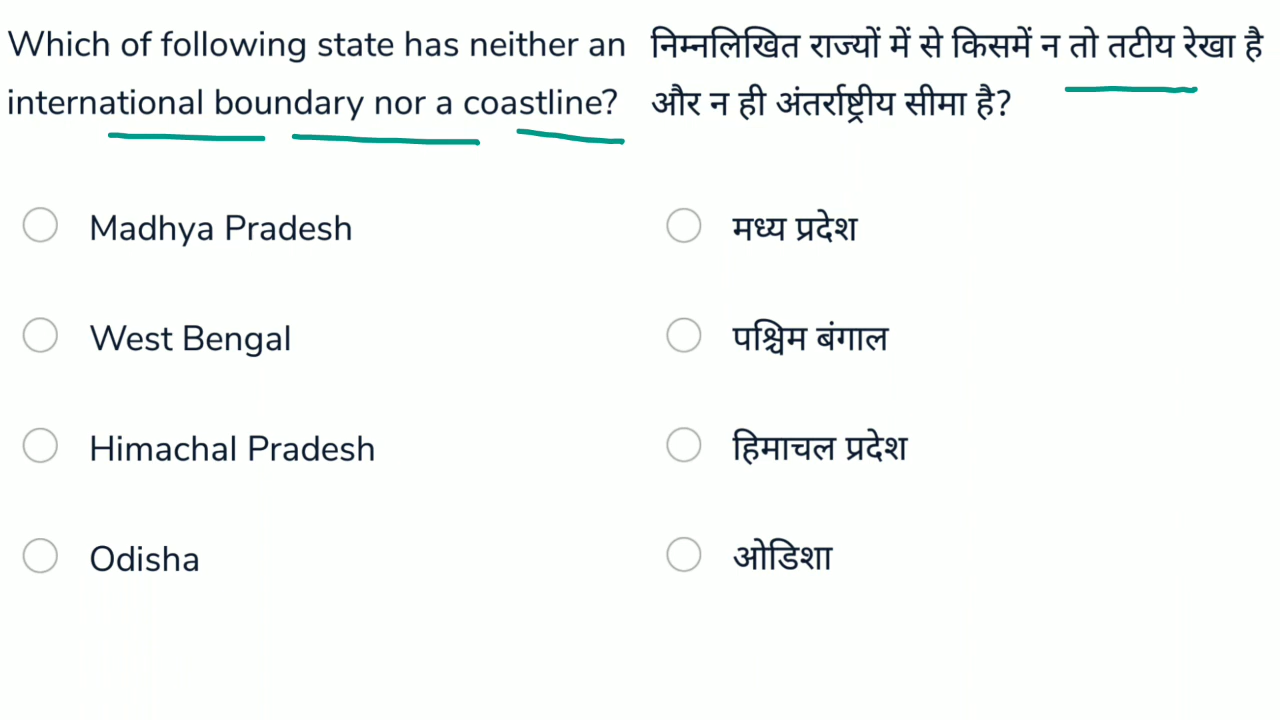 Which of following state has neither an
international boundary nor a coastline?
Madhya Pradesh
West Bengal
Himachal Pradesh
Odisha
निम्नलिखित राज्यों में से किसमें न तो तटीय रेखा है
और न ही अंतर्राष्ट्रीय सीमा है?
मध्य प्रदेश
पश्चिम बंगाल
हिमाचल प्रदेश
ओडिशा